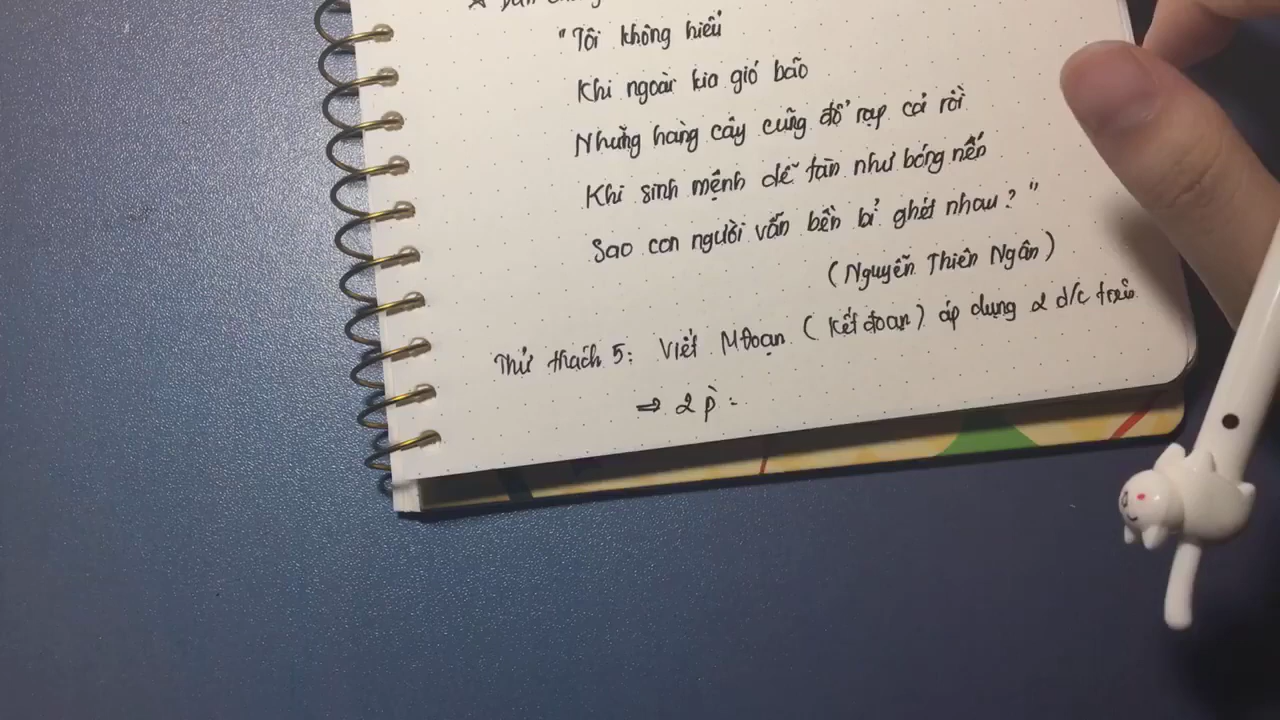 * Dẫn chứng
"Tôi không hiểu
Khi ngoài kia gió bão
Những hàng cây cũng đổ rạp cả rồi
Khi sinh mệnh dễ tàn như bóng nến
Sao con người vẫn bền bỉ ghét nhau?"
(Nguyễn Thiên Ngân)
Thử thách 5: Viết MĐoạn (Kết đoạn) áp dụng 2 d/c trên
⇒ 2 p̀ :